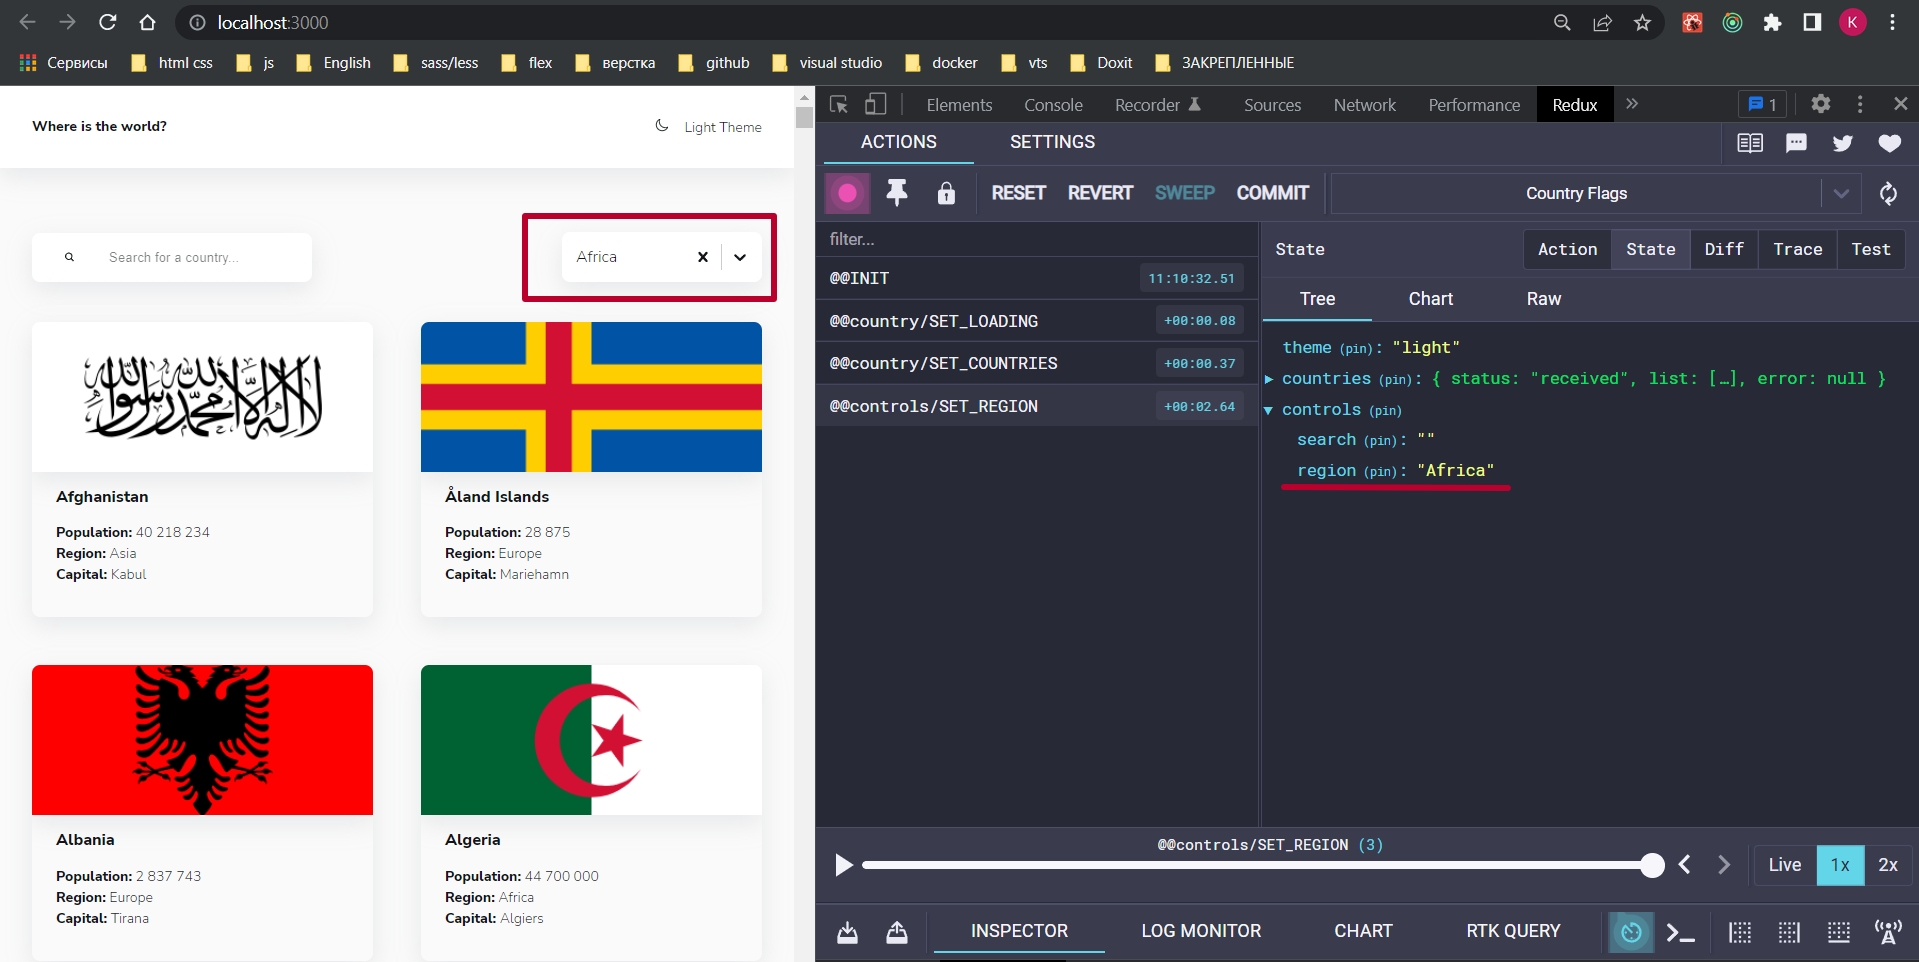 localhost:3000
K
Сервисы html css js English sass/less flex верстка github visual studio docker vts Doxit ЗАКРЕПЛЕННЫЕ
Where is the world?
Light Theme
Search for a country...
Africa
لا إله إلا الله محمد رسول الله
Afghanistan
Population: 40 218 234
Region: Asia
Capital: Kabul
Åland Islands
Population: 28 875
Region: Europe
Capital: Mariehamn
Albania
Population: 2 837 743
Region: Europe
Capital: Tirana
Algeria
Population: 44 700 000
Region: Africa
Capital: Algiers
Elements Console Recorder Sources Network Performance Redux » 1
ACTIONS SETTINGS
RESET REVERT SWEEP COMMIT Country Flags
filter...
@@INIT 11:10:32.51
@@country/SET_LOADING +00:00.08
@@country/SET_COUNTRIES +00:00.37
@@controls/SET_REGION +00:02.64
State Action State Diff Trace Test
Tree Chart Raw
theme (pin): "light"
countries (pin): { status: "received", list: […], error: null }
controls (pin)
search (pin): ""
region (pin): "Africa"
@@controls/SET_REGION (3)
Live 1x 2x
INSPECTOR LOG MONITOR CHART RTK QUERY